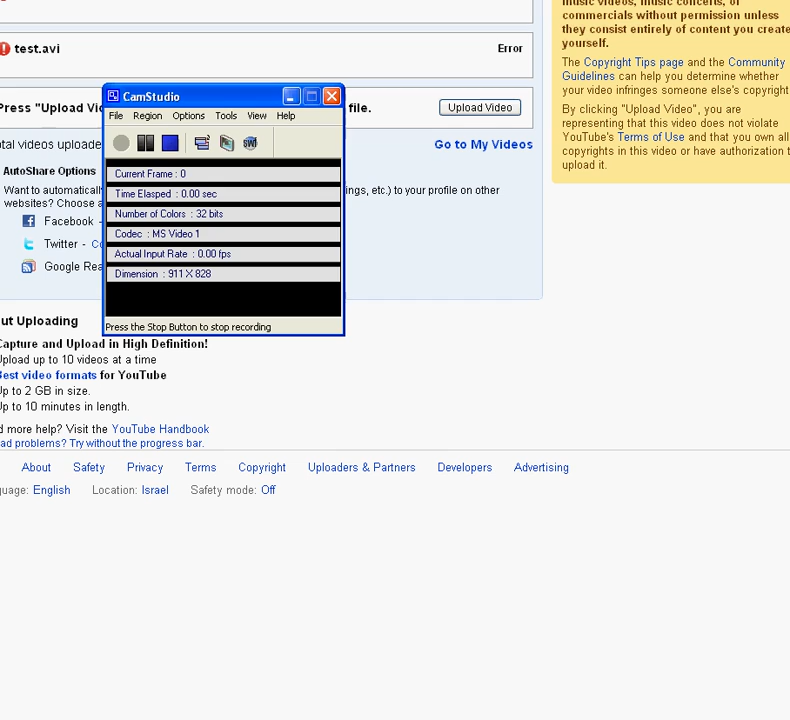 music videos, music concerts, or
commercials without permission unless
they consist entirely of content you create
yourself.
test.avi
Error
The Copyright Tips page and the Community
Guidelines can help you determine whether
your video infringes someone else's copyright
By clicking "Upload Video", you are
representing that this video does not violate
YouTube's Terms of Use and that you own all
copyrights in this video or have authorization t
upload it.
Press "Upload Vi
file.
Upload Video
otal videos uploade
Go to My Videos
AutoShare Options
Want to automatically
ings, etc.) to your profile on other
websites? Choose a
Facebook -
Twitter - Co
Google Rea
CamStudio
File Region Options Tools View Help
Current Frame : 0
Time Elasped : 0.00 sec
Number of Colors : 32 bits
Codec : MS Video 1
Actual Input Rate : 0.00 fps
Dimension : 911 X 828
Press the Stop Button to stop recording
ut Uploading
Capture and Upload in High Definition!
Upload up to 10 videos at a time
Best video formats for YouTube
Up to 2 GB in size.
Up to 10 minutes in length.
d more help? Visit the YouTube Handbook
ad problems? Try without the progress bar.
About Safety Privacy Terms Copyright Uploaders & Partners Developers Advertising
guage: English Location: Israel Safety mode: Off